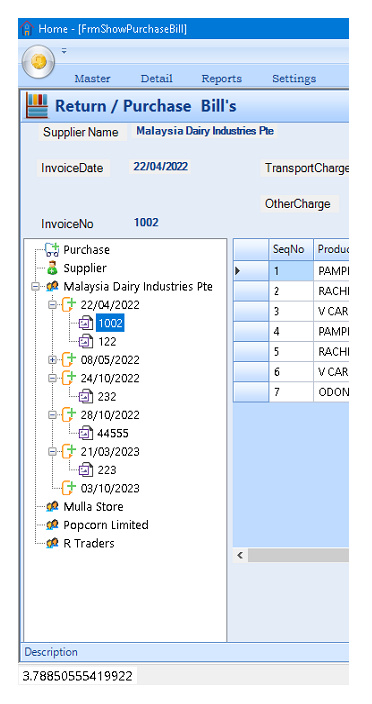 Home - [FrmShowPurchaseBill]
Master Detail Reports Settings
Return / Purchase Bill's
Supplier Name Malaysia Dairy Industries Pte
InvoiceDate 22/04/2022 TransportCharge
OtherCharge
InvoiceNo 1002
Purchase
Supplier
Malaysia Dairy Industries Pte
22/04/2022
1002
122
08/05/2022
24/10/2022
232
28/10/2022
44555
21/03/2023
223
03/10/2023
Mulla Store
Popcorn Limited
R Traders
SeqNo Produc
1 PAMPI
2 RACHI
3 V CAR
4 PAMPI
5 RACHI
6 V CAR
7 ODON
Description
3.78850555419922